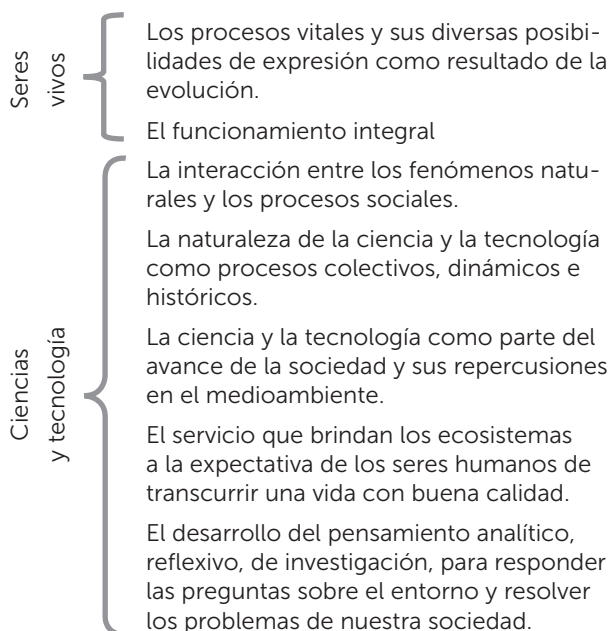 Seres
vivos
Los procesos vitales y sus diversas posibi-
lidades de expresión como resultado de la
evolución.
El funcionamiento integral
Ciencias
y tecnología
La interacción entre los fenómenos natu-
rales y los procesos sociales.
La naturaleza de la ciencia y la tecnología
como procesos colectivos, dinámicos e
históricos.
La ciencia y la tecnología como parte del
avance de la sociedad y sus repercusiones
en el medioambiente.
El servicio que brindan los ecosistemas
a la expectativa de los seres humanos de
transcurrir una vida con buena calidad.
El desarrollo del pensamiento analítico,
reflexivo, de investigación, para responder
las preguntas sobre el entorno y resolver
los problemas de nuestra sociedad.